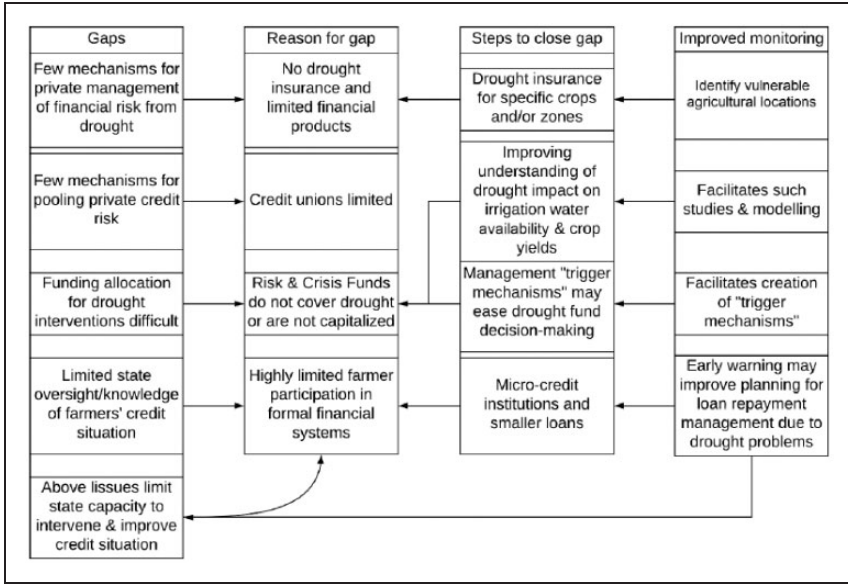 Gaps
Few mechanisms for
private management
of financial risk from
drought
Few mechanisms for
pooling private credit
risk
Funding allocation
for drought
interventions difficult
Limited state
oversight/knowledge
of farmers' credit
situation
Above lissues limit
state capacity to
intervene & improve
credit situation
Reason for gap
No drought
insurance and
limited financial
products
Credit unions limited
Risk & Crisis Funds
do not cover drought
or are not capitalized
Highly limited farmer
participation in
formal financial
systems
Steps to close gap
Drought insurance
for specific crops
and/or zones
Improving
understanding of
drought impact on
irrigation water
availability & crop
yields
Management "trigger
mechanisms" may
ease drought fund
decision-making
Micro-credit
institutions and
smaller loans
Improved monitoring
Identify vulnerable
agricultural locations
Facilitates such
studies & modelling
Facilitates creation
of "trigger
mechanisms"
Early warning may
improve planning for
loan repayment
management due to
drought problems